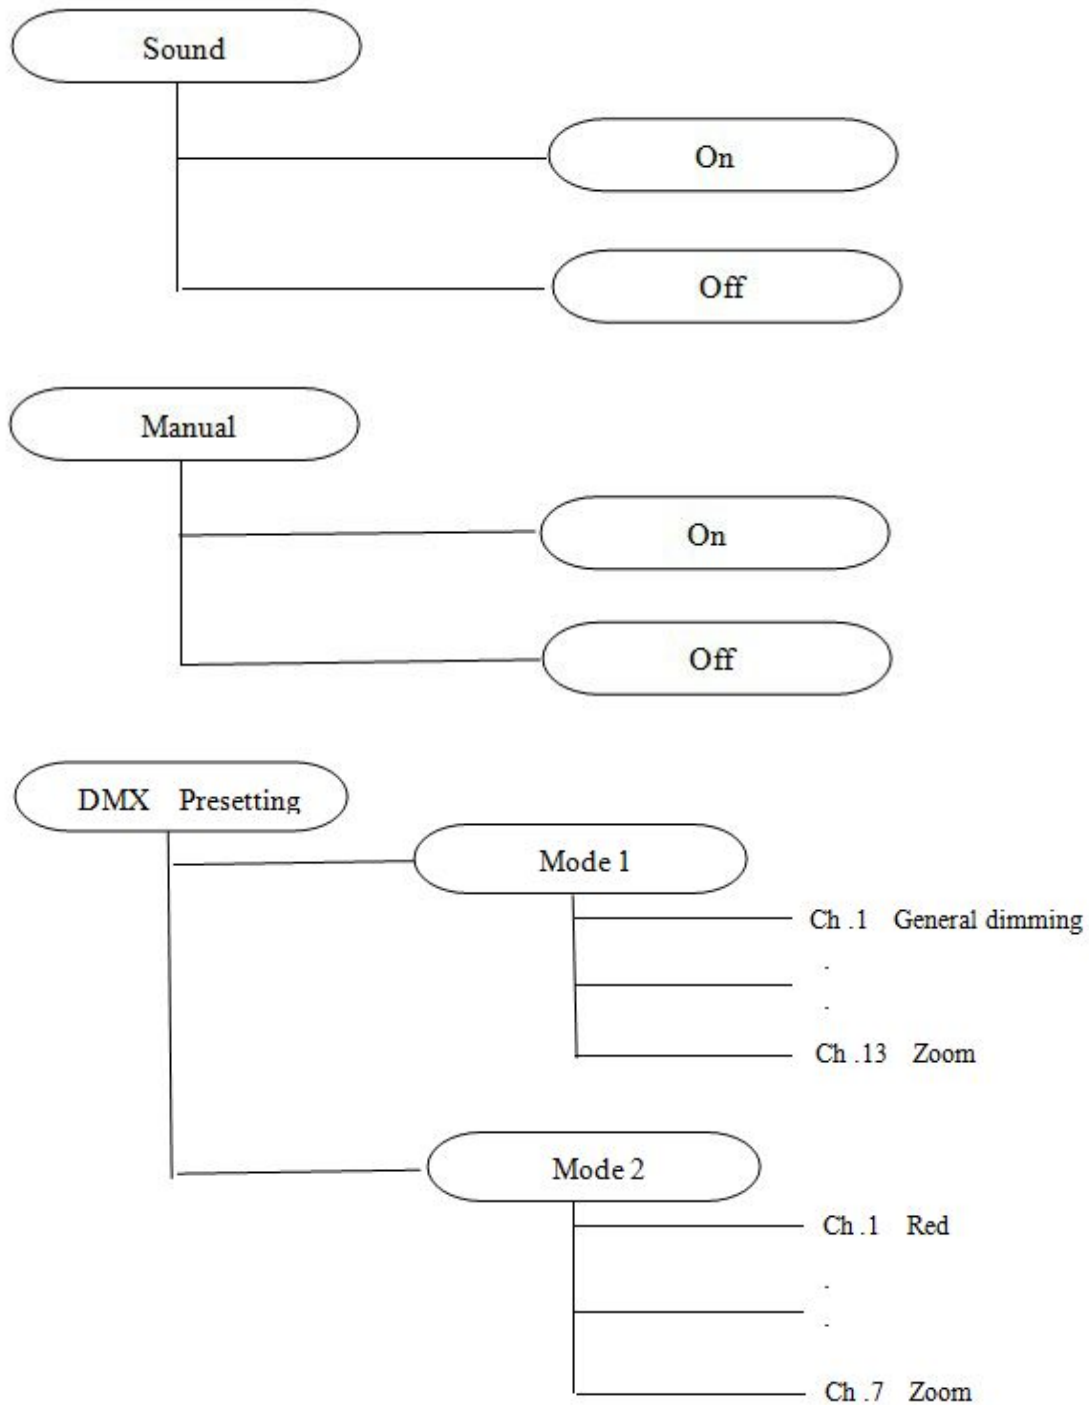 Sound
On
Off
Manual
On
Off
DMX Presetting
Mode 1
Ch .1 General dimming
.
.
Ch .13 Zoom
Mode 2
Ch .1 Red
.
.
Ch .7 Zoom